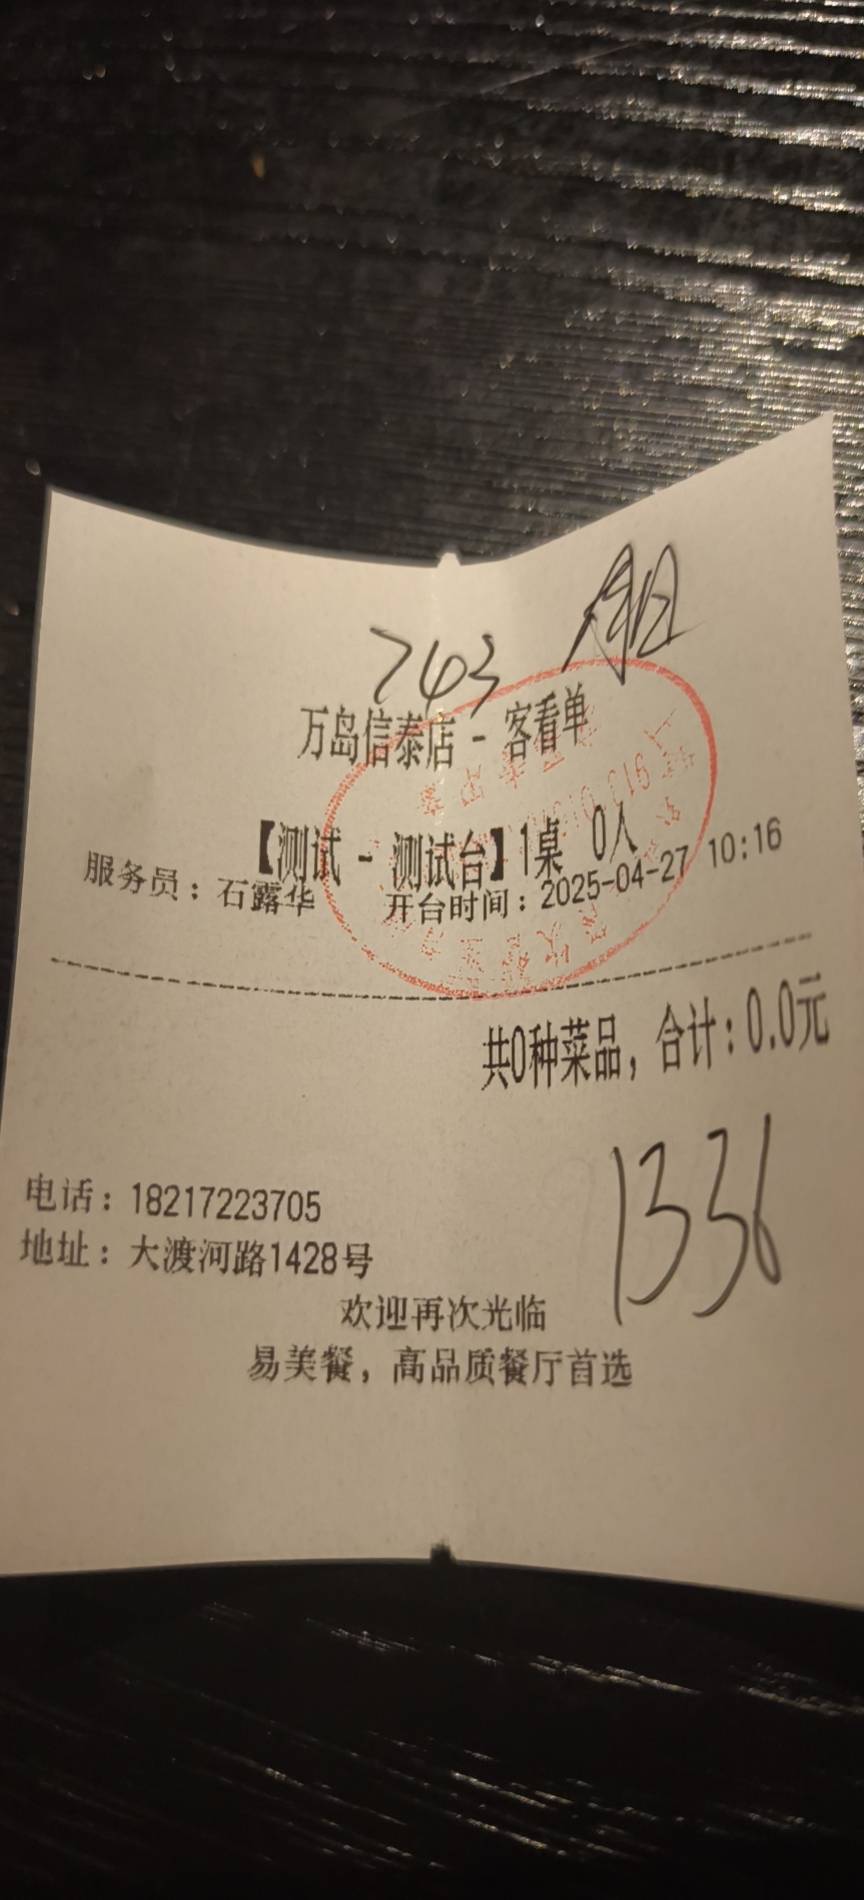 743
万岛信泰店 - 客看单
【测试 - 测试台】1桌 0人
服务员：石露华 开台时间：2025-04-27 10:16
共0种菜品，合计：0.0元
1336
电话：18217223705
地址：大渡河路1428号
欢迎再次光临
易美餐，高品质餐厅首选